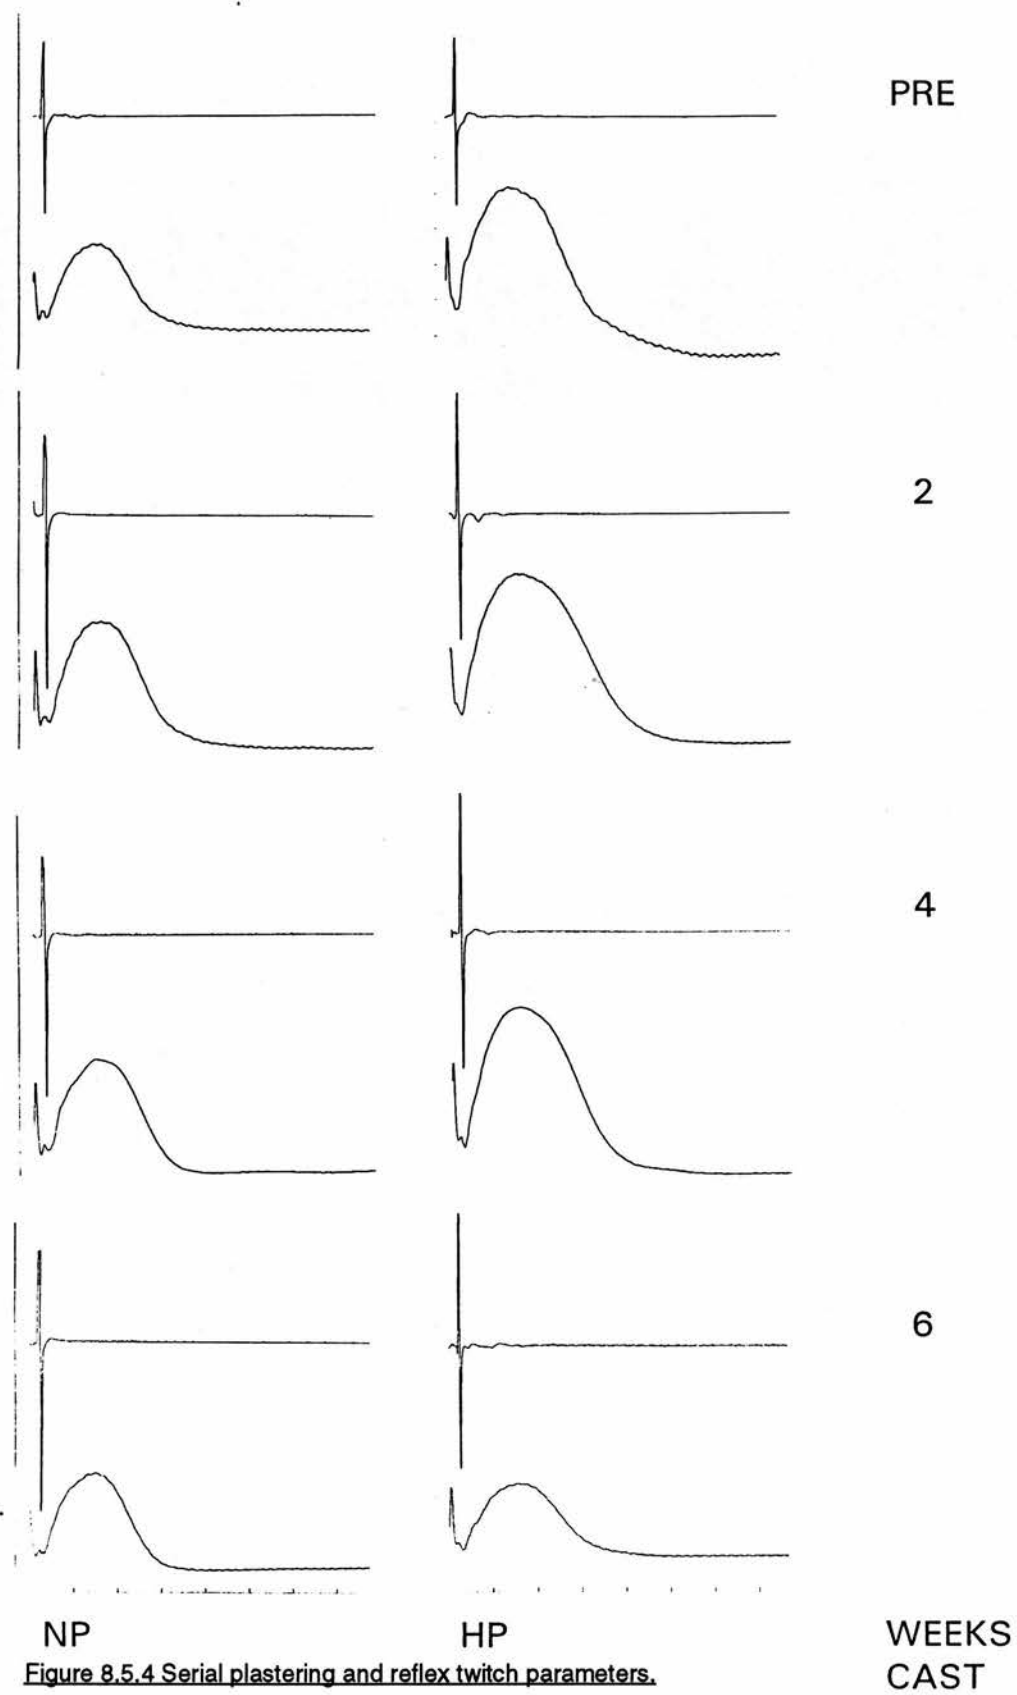 PRE
2
4
6
NP HP WEEKS
CAST
Figure 8.5.4 Serial plastering and reflex twitch parameters.